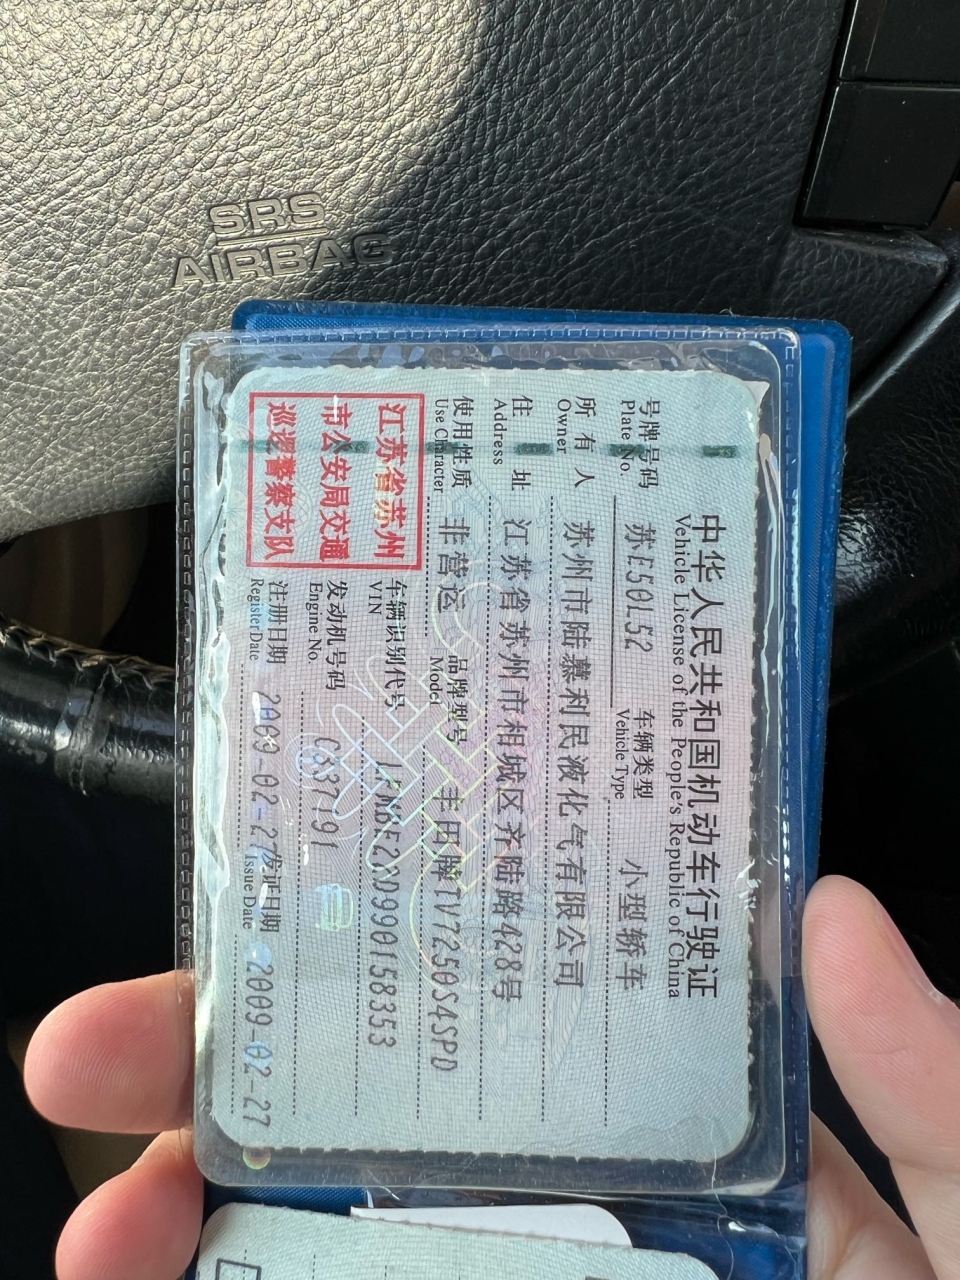 SRS
AIRBAG
中华人民共和国机动车行驶证
Vehicle License of the People's Republic of China
号牌号码 苏E50L52 车辆类型 小型轿车
Plate No. Vehicle Type
所有人 苏州市陆慕利民液化气有限公司
Owner
住址 江苏省苏州市相城区齐陆路428号
Address
使用性质 非营运 品牌型号 丰田牌TV7250S4SPD
Use Character Model
江苏省苏州
市公安局交通
巡逻警察支队
车辆识别代号
VIN
发动机号码 C637191
Engine No.
注册日期 2009-02-27 发证日期 2009-02-27
Register Date Issue Date